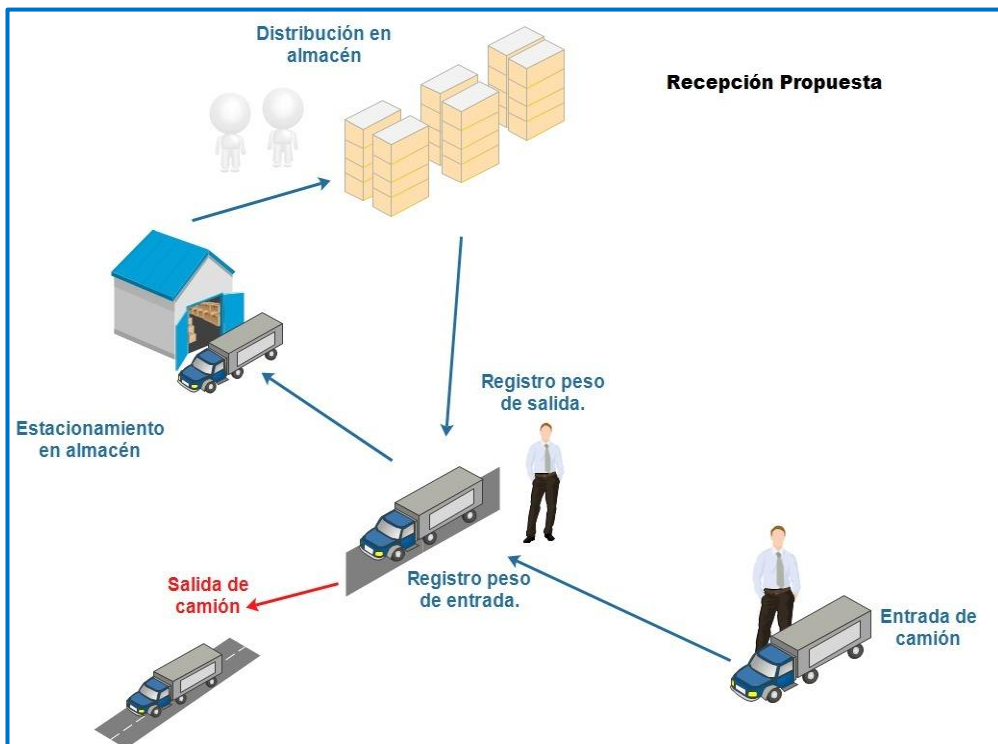 Distribución en
almacén
Recepción Propuesta
Registro peso
de salida.
Estacionamiento
en almacén
Registro peso
de entrada.
Salida de
camión
Entrada de
camión